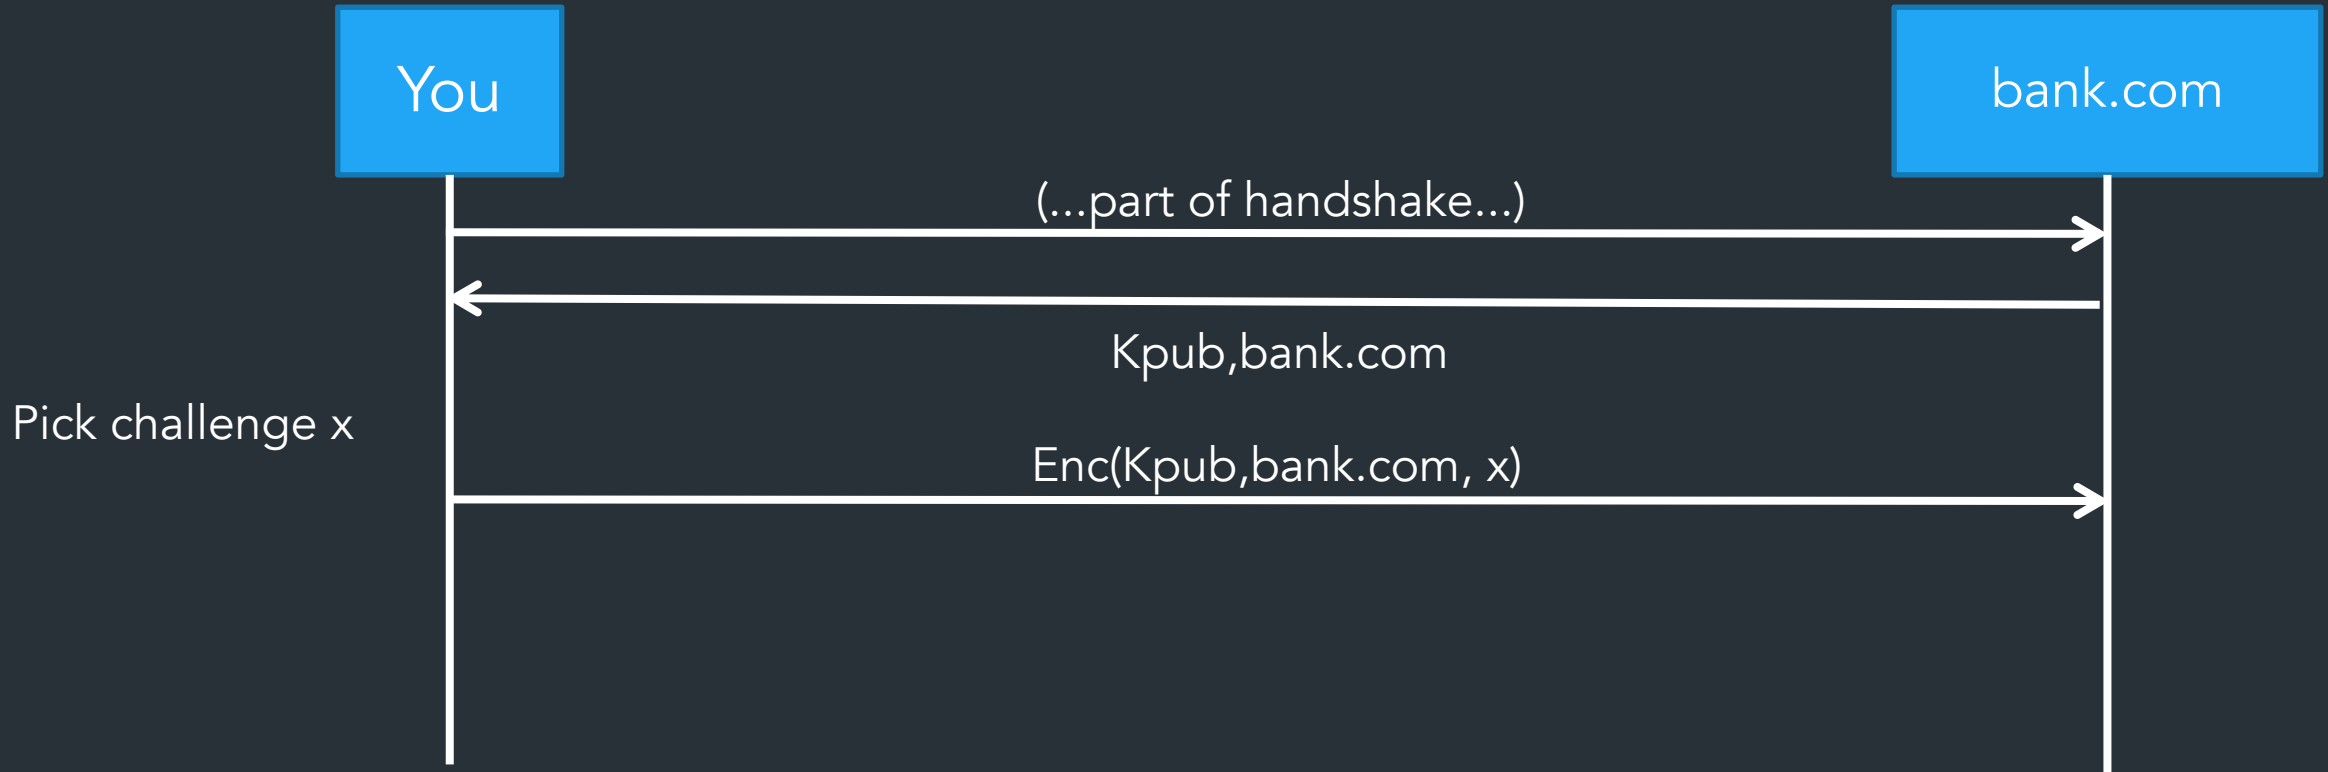 You
bank.com
(...part of handshake...)
Kpub,bank.com
Pick challenge x
Enc(Kpub,bank.com, x)